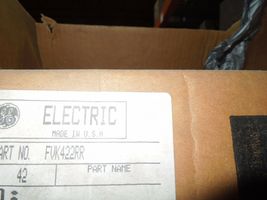 ELECTRIC
MADE IN U.S.A
ART NO. FVK422RR
42 PART NAME